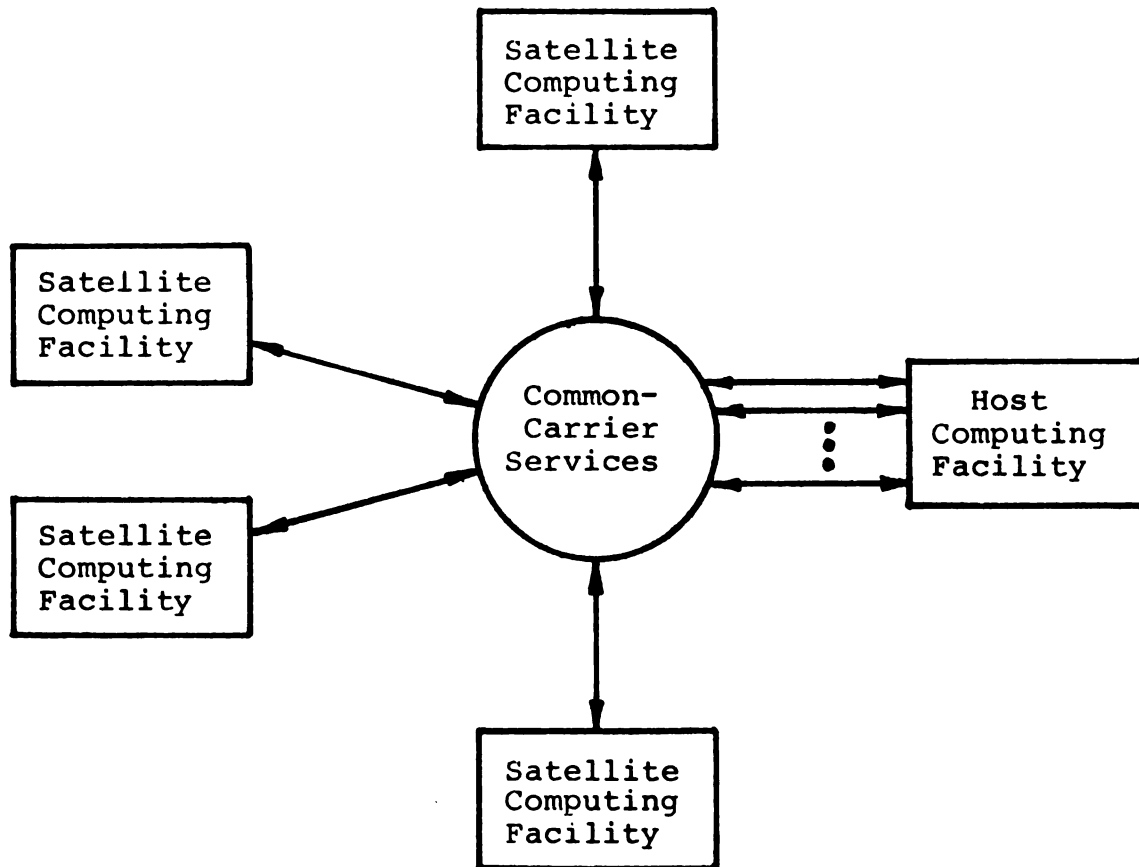 Satellite
Computing
Facility
Satellite
Computing
Facility
Common-
Carrier
Services
Host
Computing
Facility
Satellite
Computing
Facility
Satellite
Computing
Facility